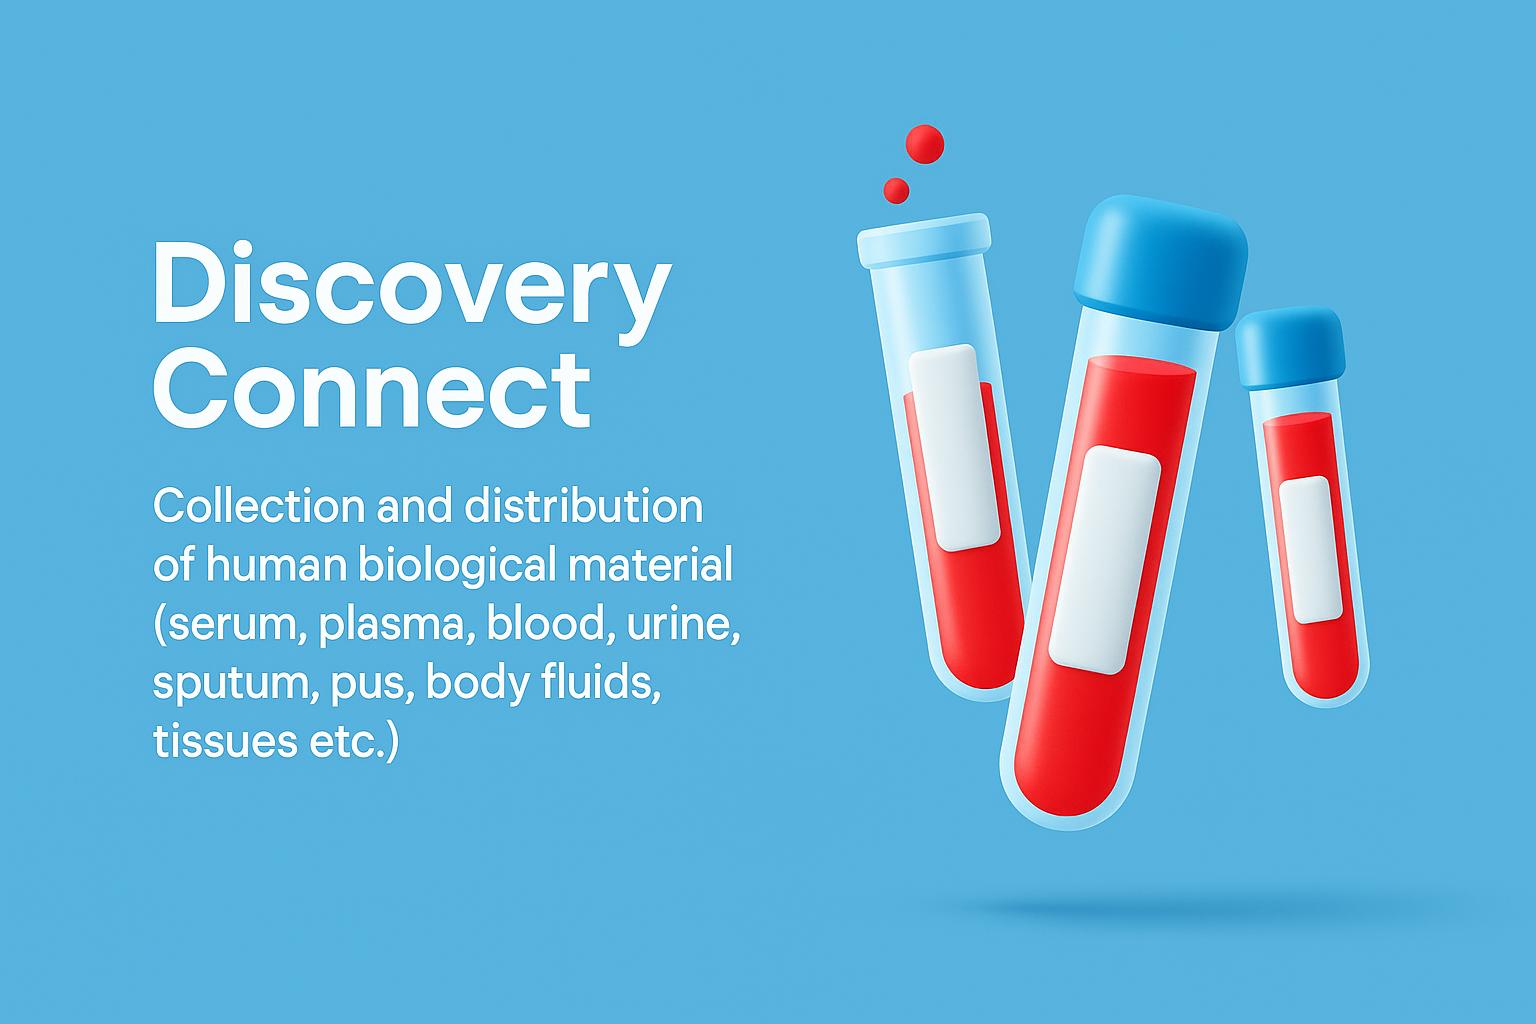 Discovery
Connect
Collection and distribution
of human biological material
(serum, plasma, blood, urine,
sputum, pus, body fluids,
tissues etc.)